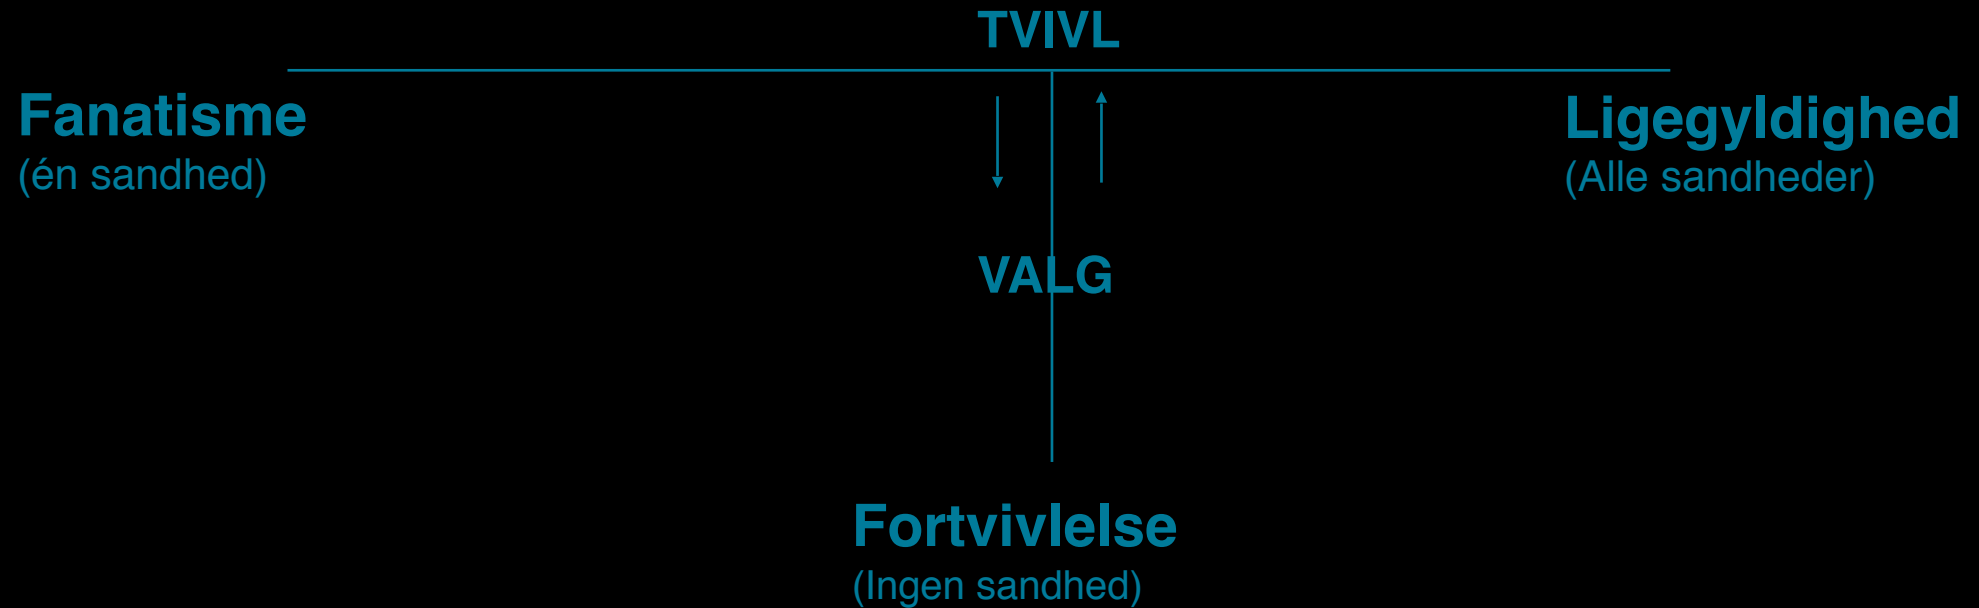 TVIVL
Fanatisme
(én sandhed)
Ligegyldighed
(Alle sandheder)
VALG
Fortvivlelse
(Ingen sandhed)